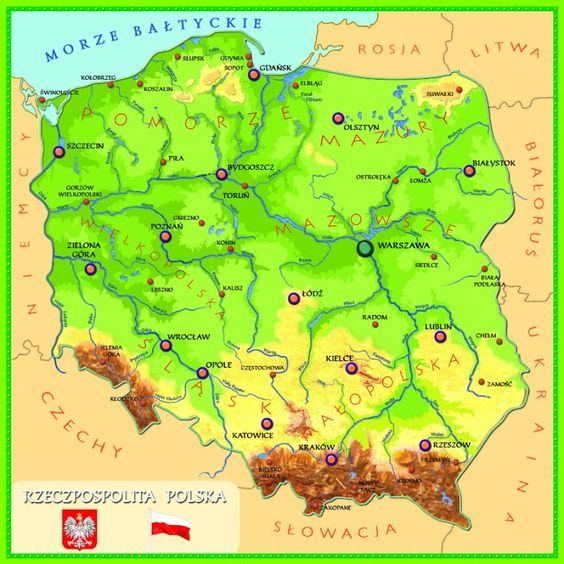 MORZE BAŁTYCKIE
ROSJA
LITWA
BIAŁORUŚ
UKRAINA
SŁOWACJA
CZECHY
NIEMCY
POMORZE
MAZURY
WIELKOPOLSKA
MAZOWSZE
ŚLĄSK
MAŁOPOLSKA
SŁUPSK
GDYNIA
SOPOT
GDAŃSK
KOŁOBRZEG
KOSZALIN
ELBLĄG
ŚWINOUJŚCIE
SUWAŁKI
OLSZTYN
SZCZECIN
PIŁA
BYDGOSZCZ
BIAŁYSTOK
OSTROŁĘKA
ŁOMŻA
TORUŃ
GORZÓW
WIELKOPOLSKI
GNIEZNO
POZNAŃ
KONIN
WARSZAWA
ZIELONA
GÓRA
SIEDLCE
BIAŁA
PODLASKA
LESZNO
KALISZ
ŁÓDŹ
RADOM
LUBLIN
CHEŁM
JELENIA
GÓRA
WROCŁAW
OPOLE
CZĘSTOCHOWA
KIELCE
ZAMOŚĆ
KŁODZKO
KATOWICE
KRAKÓW
RZESZÓW
PRZEMYŚL
BIELSKO
BIAŁA
NOWY
SĄCZ
KROSNO
ZAKOPANE
RZECZPOSPOLITA POLSKA